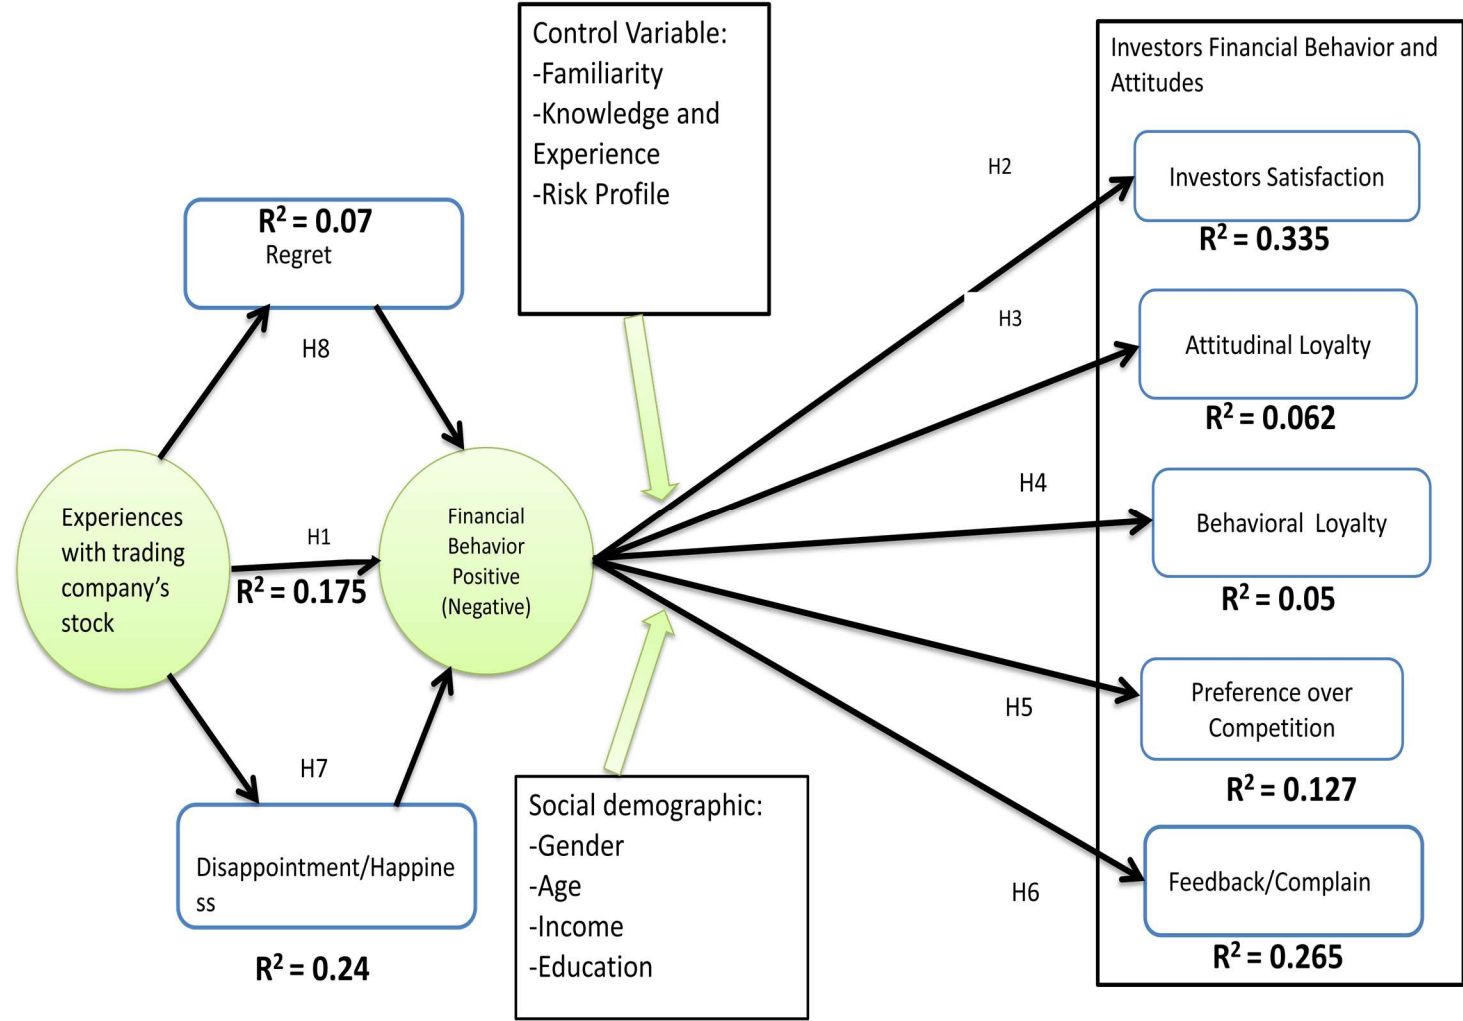 Control Variable:
-Familiarity
-Knowledge and
Experience
-Risk Profile
Investors Financial Behavior and
Attitudes
H2
Investors Satisfaction
R² = 0.335
R² = 0.07
Regret
H8
H3
Attitudinal Loyalty
R² = 0.062
Experiences
with trading
company's
stock
H1
R² = 0.175
Financial
Behavior
Positive
(Negative)
H4
Behavioral Loyalty
R² = 0.05
H5
Preference over
Competition
R² = 0.127
H7
Disappointment/Happine
ss
R² = 0.24
Social demographic:
-Gender
-Age
-Income
-Education
H6
Feedback/Complain
R² = 0.265